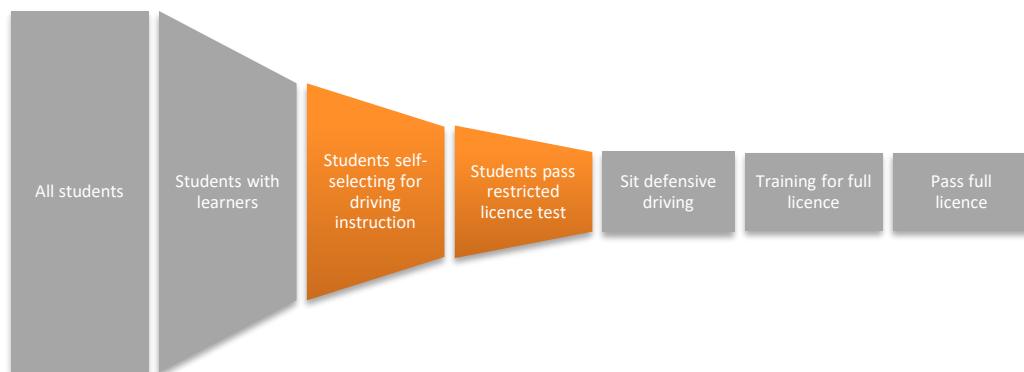 All students
Students with
learners
Students self-
selecting for
driving
instruction
Students pass
restricted
licence test
Sit defensive
driving
Training for full
licence
Pass full
licence